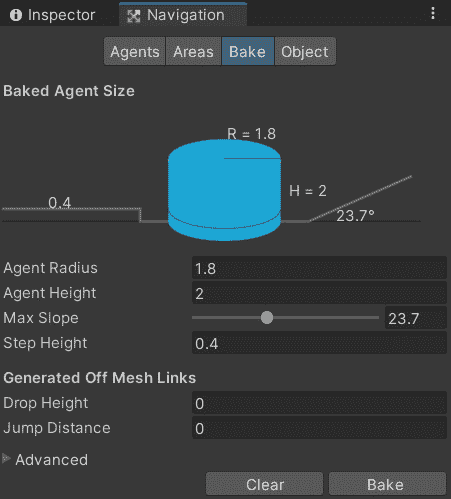 Inspector Navigation
Agents Areas Bake Object
Baked Agent Size
R = 1.8
H = 2
0.4
23.7°
Agent Radius 1.8
Agent Height 2
Max Slope 23.7
Step Height 0.4
Generated Off Mesh Links
Drop Height 0
Jump Distance 0
Advanced
Clear Bake